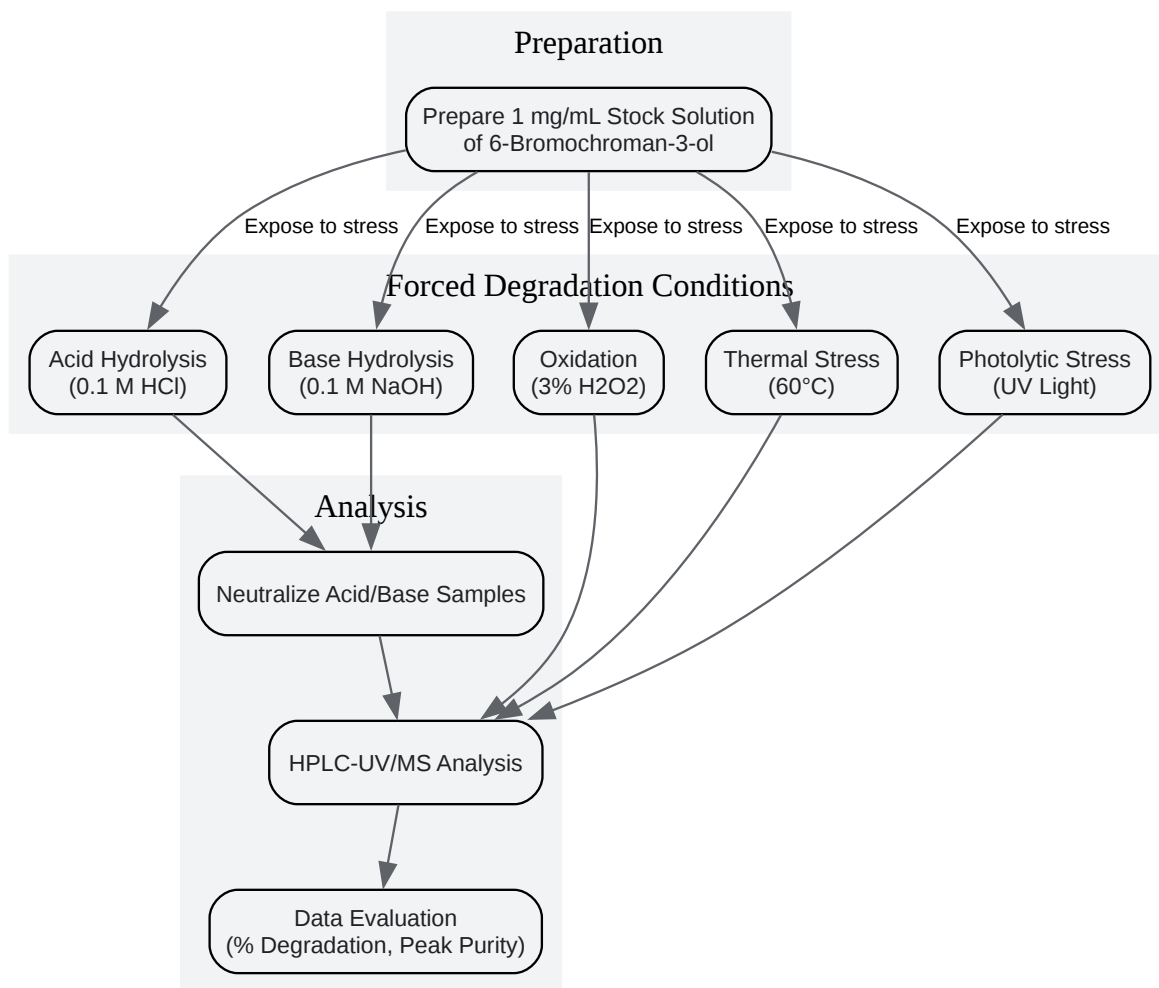 Preparation
Prepare 1 mg/mL Stock Solution
of 6-Bromochroman-3-ol
Expose to stress
Expose to stress
Expose to stress
Expose to stress
Expose to stress
Forced Degradation Conditions
Acid Hydrolysis
(0.1 M HCl)
Base Hydrolysis
(0.1 M NaOH)
Oxidation
(3% H2O2)
Thermal Stress
(60°C)
Photolytic Stress
(UV Light)
Analysis
Neutralize Acid/Base Samples
HPLC-UV/MS Analysis
Data Evaluation
(% Degradation, Peak Purity)